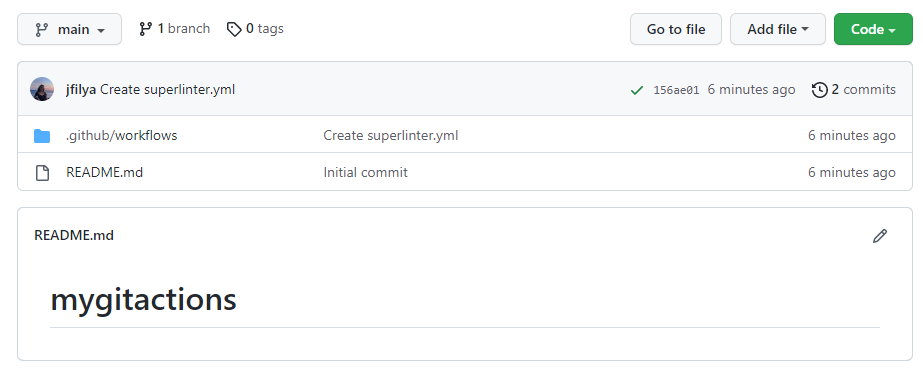 main 1 branch 0 tags Go to file Add file Code
jfilya Create superlinter.yml 156ae01 6 minutes ago 2 commits
.github/workflows Create superlinter.yml 6 minutes ago
README.md Initial commit 6 minutes ago
README.md
mygitactions